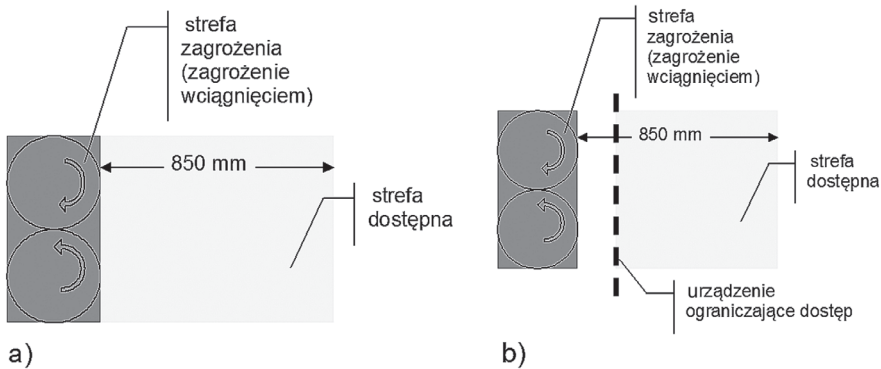 strefa
zagrożenia
(zagrożenie
wciągnięciem)
850 mm
strefa
dostępna
a)
strefa
zagrożenia
(zagrożenie
wciągnięciem)
850 mm
strefa
dostępna
urządzenie
ograniczające dostęp
b)